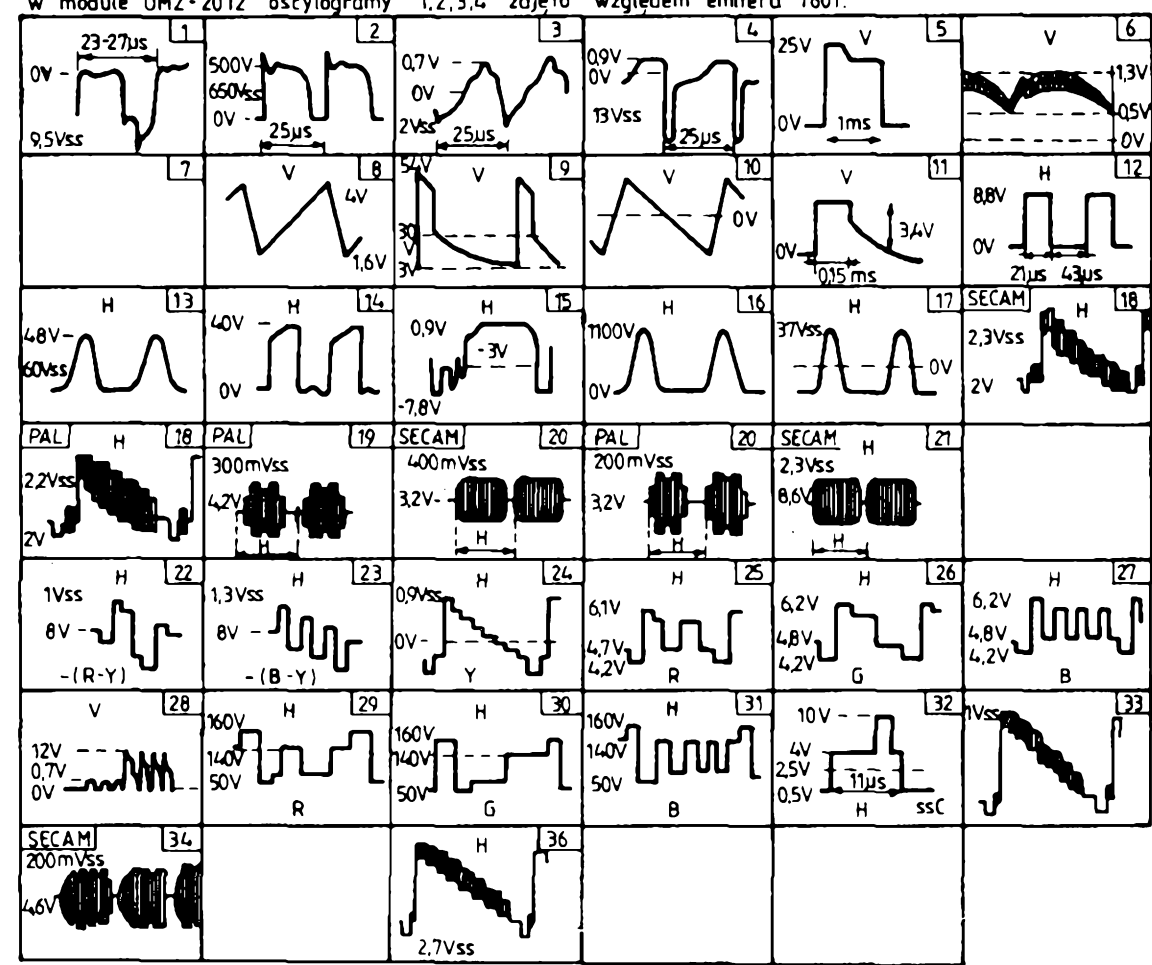 w module OMZ-2012 oscylogramy 1,2,3,4 zdjęto względem emitera T601.
1
23-27µs
0V
9,5Vss
2
500V
650Vss
0V
25µs
3
0,7V
0V
2Vss
25µs
4
0,9V
0V
13Vss
25µs
5
V
25V
0V
1ms
6
V
1,3V
0,5V
0V
7
8
V
4V
1,6V
9
V
54V
30
V
3V
10
V
0V
11
V
0V
3,4V
0,15ms
12
H
8,8V
0V
21µs 43µs
13
H
48V
60Vss
14
H
40V
0V
15
H
0,9V
-3V
-7,8V
16
H
1100V
0V
17
H
37Vss
0V
SECAM
18
H
2,3Vss
2V
PAL
18
H
2,2Vss
2V
PAL
19
300mVss
4,2V
H
SECAM
20
400mVss
3,2V
H
PAL
20
200mVss
3,2V
H
SECAM
21
H
2,3Vss
8,6V
H
22
H
1Vss
8V
-(R-Y)
23
H
1,3Vss
8V
-(B-Y)
24
H
0,9Vss
0V
Y
25
H
6,1V
4,7V
4,2V
R
26
H
6,2V
4,8V
4,2V
G
27
H
6,2V
4,8V
4,2V
B
28
V
12V
0,7V
0V
29
H
160V
140V
50V
R
30
H
160V
140V
50V
G
31
H
160V
140V
50V
B
32
10V
4V
2,5V
0,5V
11µs
H
ssC
33
1Vss
SECAM
34
200mVss
4,6V
36
H
2,7Vss